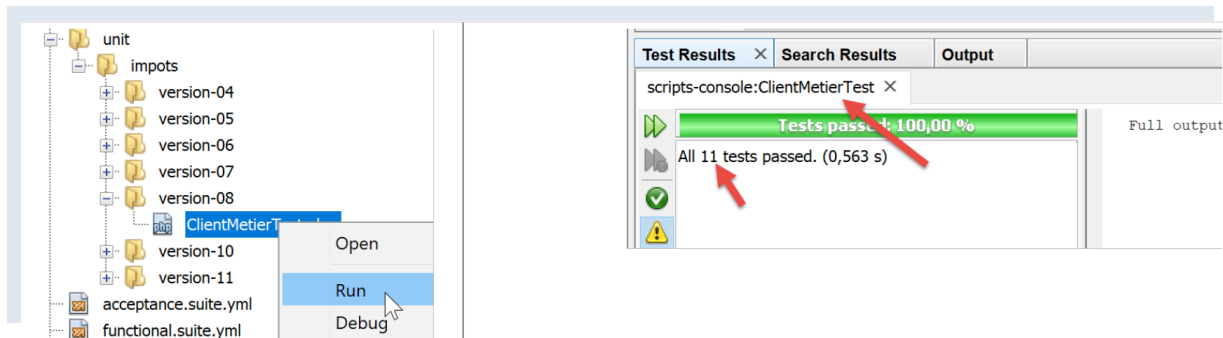 unit
impots
version-04
version-05
version-06
version-07
version-08
ClientMetierT
version-10
version-11
acceptance.suite.yml
functional.suite.yml
Open
Run
Debug
Test Results
Search Results
Output
scripts-console:ClientMetierTest
Tests passed: 100,00 %
All 11 tests passed. (0,563 s)
Full output